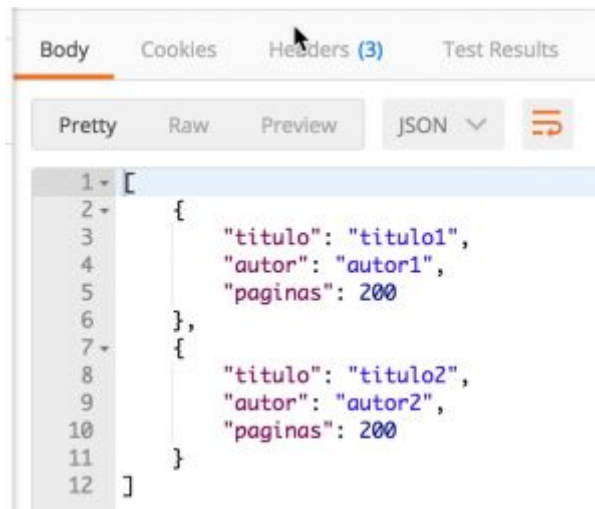 Body Cookies Headers (3) Test Results
Pretty Raw Preview JSON
1 [
2 {
3 "titulo": "titulo1",
4 "autor": "autor1",
5 "paginas": 200
6 },
7 {
8 "titulo": "titulo2",
9 "autor": "autor2",
10 "paginas": 200
11 }
12 ]